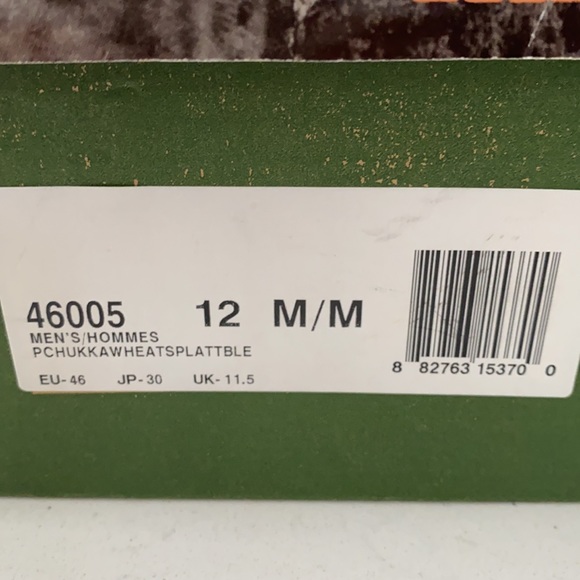 46005 12 M/M
MEN'S/HOMMES
PCHUKKAWHEATSPLATTBLE
EU-46 JP-30 UK-11.5
8 82763 15370 0